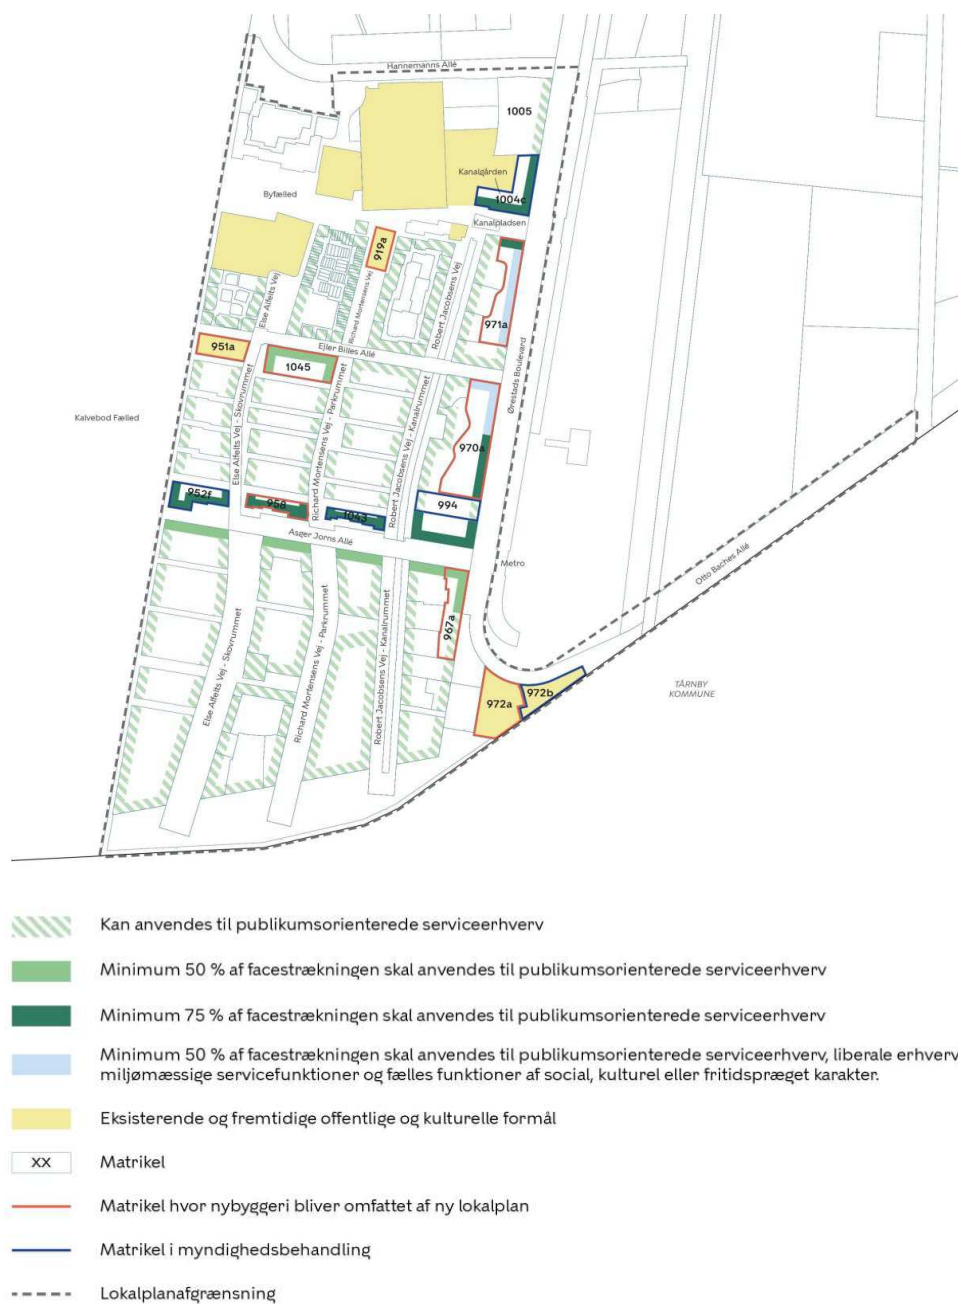 Hannemanns Allé
1005
Kanalgården
1004c
Byfælled
Kanalpladsen
919a
Else Alfelts Vej
Richard Mortensens Vej
Robert Jacobsens Vej
971a
951a
Ejler Billes Allé
1045
Ørestads Boulevard
Kalvebod Fælled
Else Alfelts Vej - Skovrummet
Richard Mortensens Vej - Parkrummet
Robert Jacobsens Vej - Kanalrummet
970a
952f
958
1043
994
Asger Jorns Allé
Metro
Otto Baches Allé
967a
Else Alfelts Vej - Skovrummet
Richard Mortensens Vej - Parkrummet
Robert Jacobsens Vej - Kanalrummet
972a
972b
TÅRNBY
KOMMUNE
Kan anvendes til publikumsorienterede serviceerhverv
Minimum 50 % af facestrækningen skal anvendes til publikumsorienterede serviceerhverv
Minimum 75 % af facestrækningen skal anvendes til publikumsorienterede serviceerhverv
Minimum 50 % af facestrækningen skal anvendes til publikumsorienterede serviceerhverv, liberale erhverv
miljømæssige servicefunktioner og fælles funktioner af social, kulturel eller fritidspræget karakter.
Eksisterende og fremtidige offentlige og kulturelle formål
XX Matrikel
Matrikel hvor nybyggeri bliver omfattet af ny lokalplan
Matrikel i myndighedsbehandling
Lokalplanafgrænsning